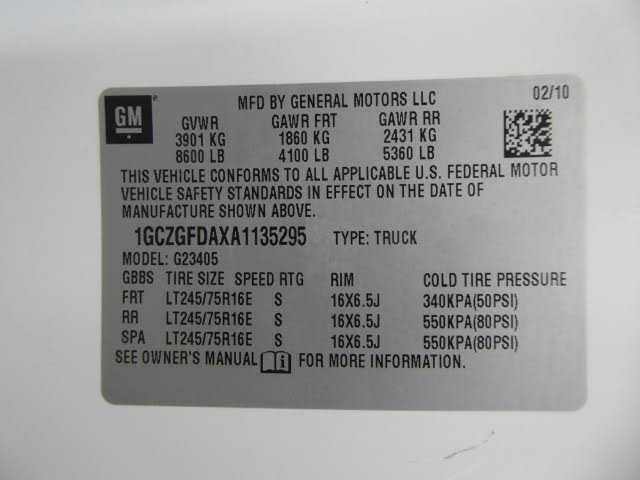 GM MFD BY GENERAL MOTORS LLC 02/10
GVWR GAWR FRT GAWR RR
3901 KG 1860 KG 2431 KG
8600 LB 4100 LB 5360 LB
THIS VEHICLE CONFORMS TO ALL APPLICABLE U.S. FEDERAL MOTOR
VEHICLE SAFETY STANDARDS IN EFFECT ON THE DATE OF
MANUFACTURE SHOWN ABOVE.
1GCZGFDAXA1135295 TYPE: TRUCK
MODEL: G23405
GBBS TIRE SIZE SPEED RTG RIM COLD TIRE PRESSURE
FRT LT245/75R16E S 16X6.5J 340KPA(50PSI)
RR LT245/75R16E S 16X6.5J 550KPA(80PSI)
SPA LT245/75R16E S 16X6.5J 550KPA(80PSI)
SEE OWNER'S MANUAL i FOR MORE INFORMATION.